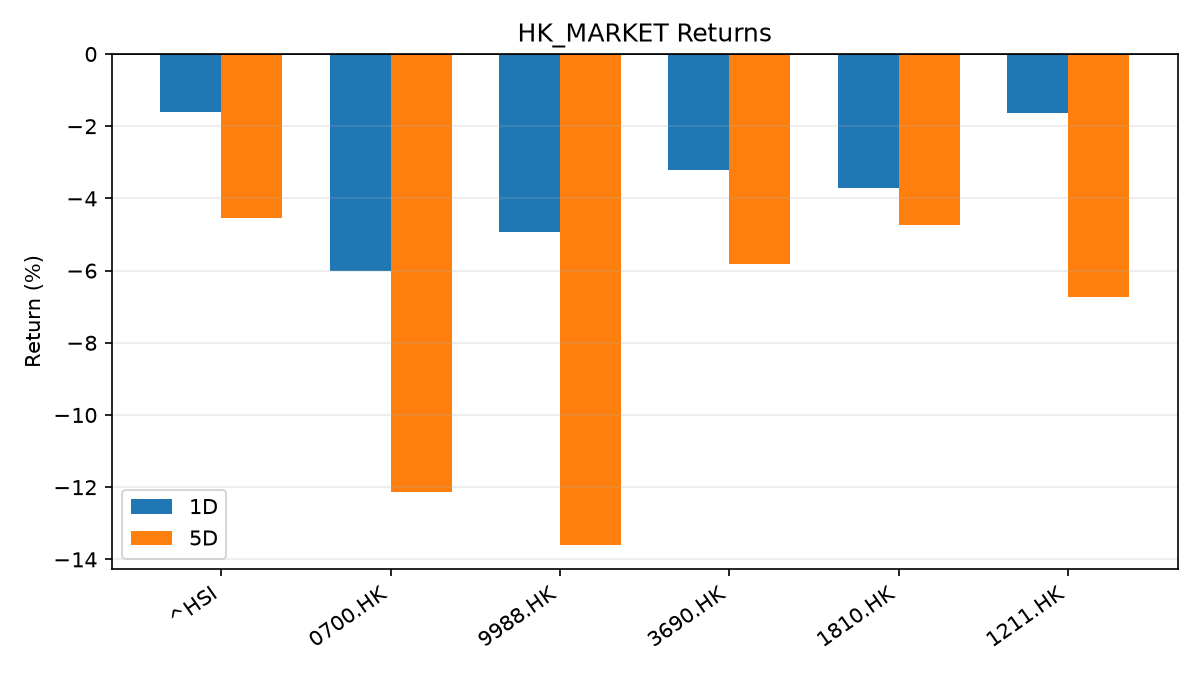 HK_MARKET Returns
Return (%)
0
−2
−4
−6
−8
−10
−12
−14
1D
5D
^HSI
0700.HK
9988.HK
3690.HK
1810.HK
1211.HK